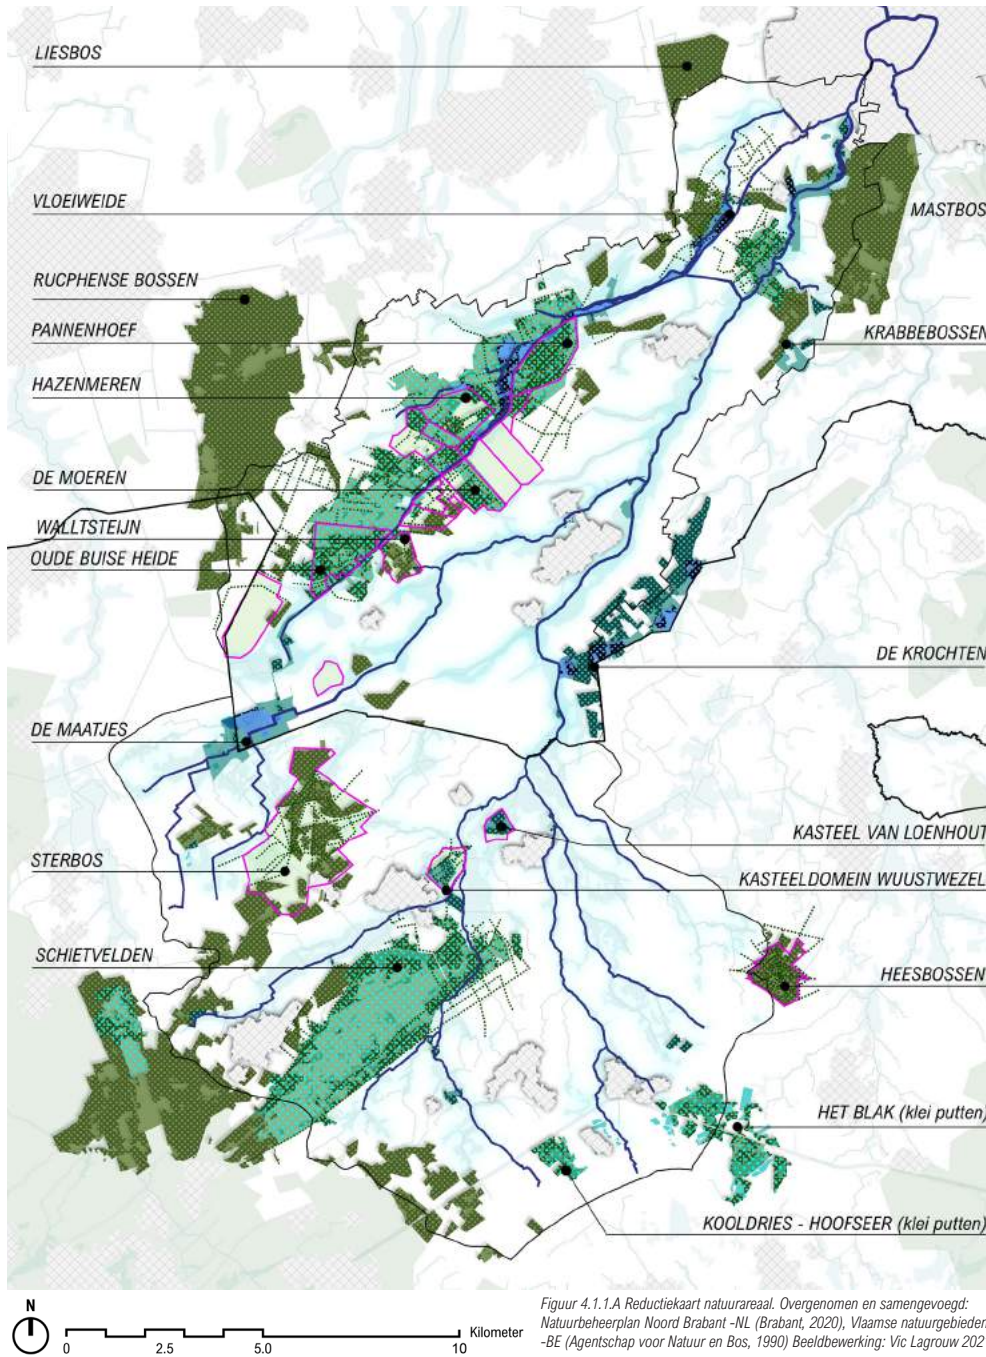 LIESBOS
VLOEIWEIDE
MASTBOS
RUCPHENSE BOSSEN
PANNENHOEF
KRABBEBOSSEN
HAZENMEREN
DE MOEREN
WALLTSTEIJN
OUDE BUISE HEIDE
DE KROCHTEN
DE MAATJES
KASTEEL VAN LOENHOUT
STERBOS
KASTEELDOMEIN WUUSTWEZEL
SCHIETVELDEN
HEESBOSSEN
HET BLAK (klei putten)
KOOLDRIES - HOOFSEER (klei putten)
N
0 2.5 5.0 10 Kilometer
Figuur 4.1.1.A Reductiekaart natuurareaal. Overgenomen en samengevoegd:
Natuurbeheerplan Noord Brabant -NL (Brabant, 2020), Vlaamse natuurgebieden
-BE (Agentschap voor Natuur en Bos, 1990) Beeldbewerking: Vic Lagrouw 202